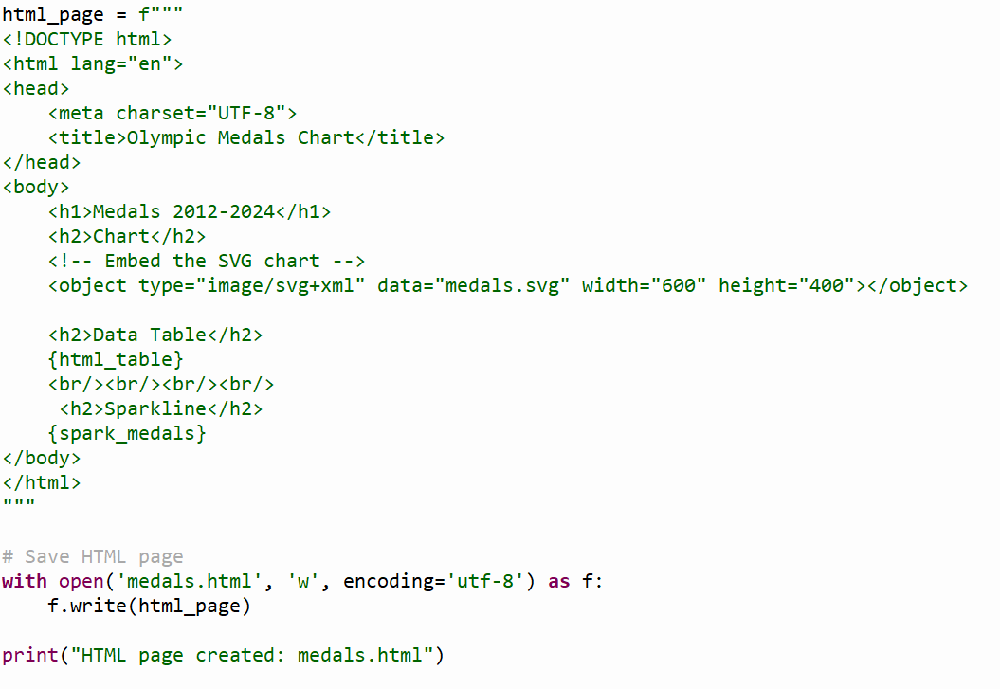 html_page = f"""
<!DOCTYPE html>
<html lang="en">
<head>
    <meta charset="UTF-8">
    <title>Olympic Medals Chart</title>
</head>
<body>
    <h1>Medals 2012-2024</h1>
    <h2>Chart</h2>
    <!-- Embed the SVG chart -->
    <object type="image/svg+xml" data="medals.svg" width="600" height="400"></object>

    <h2>Data Table</h2>
    {html_table}
    <br/><br/><br/><br/>
     <h2>Sparkline</h2>
    {spark_medals}
</body>
</html>
"""

# Save HTML page
with open('medals.html', 'w', encoding='utf-8') as f:
    f.write(html_page)

print("HTML page created: medals.html")